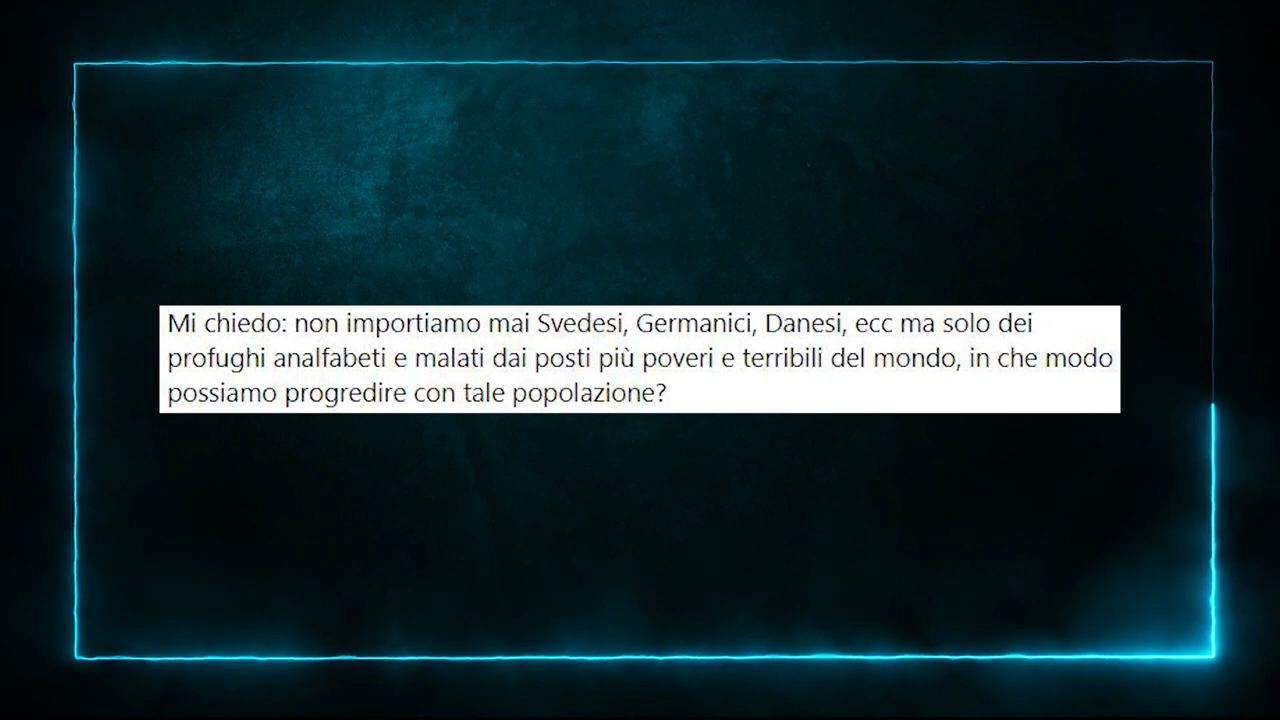 Mi chiedo: non importiamo mai Svedesi, Germanici, Danesi, ecc ma solo dei
profughi analfabeti e malati dai posti più poveri e terribili del mondo, in che modo
possiamo progredire con tale popolazione?